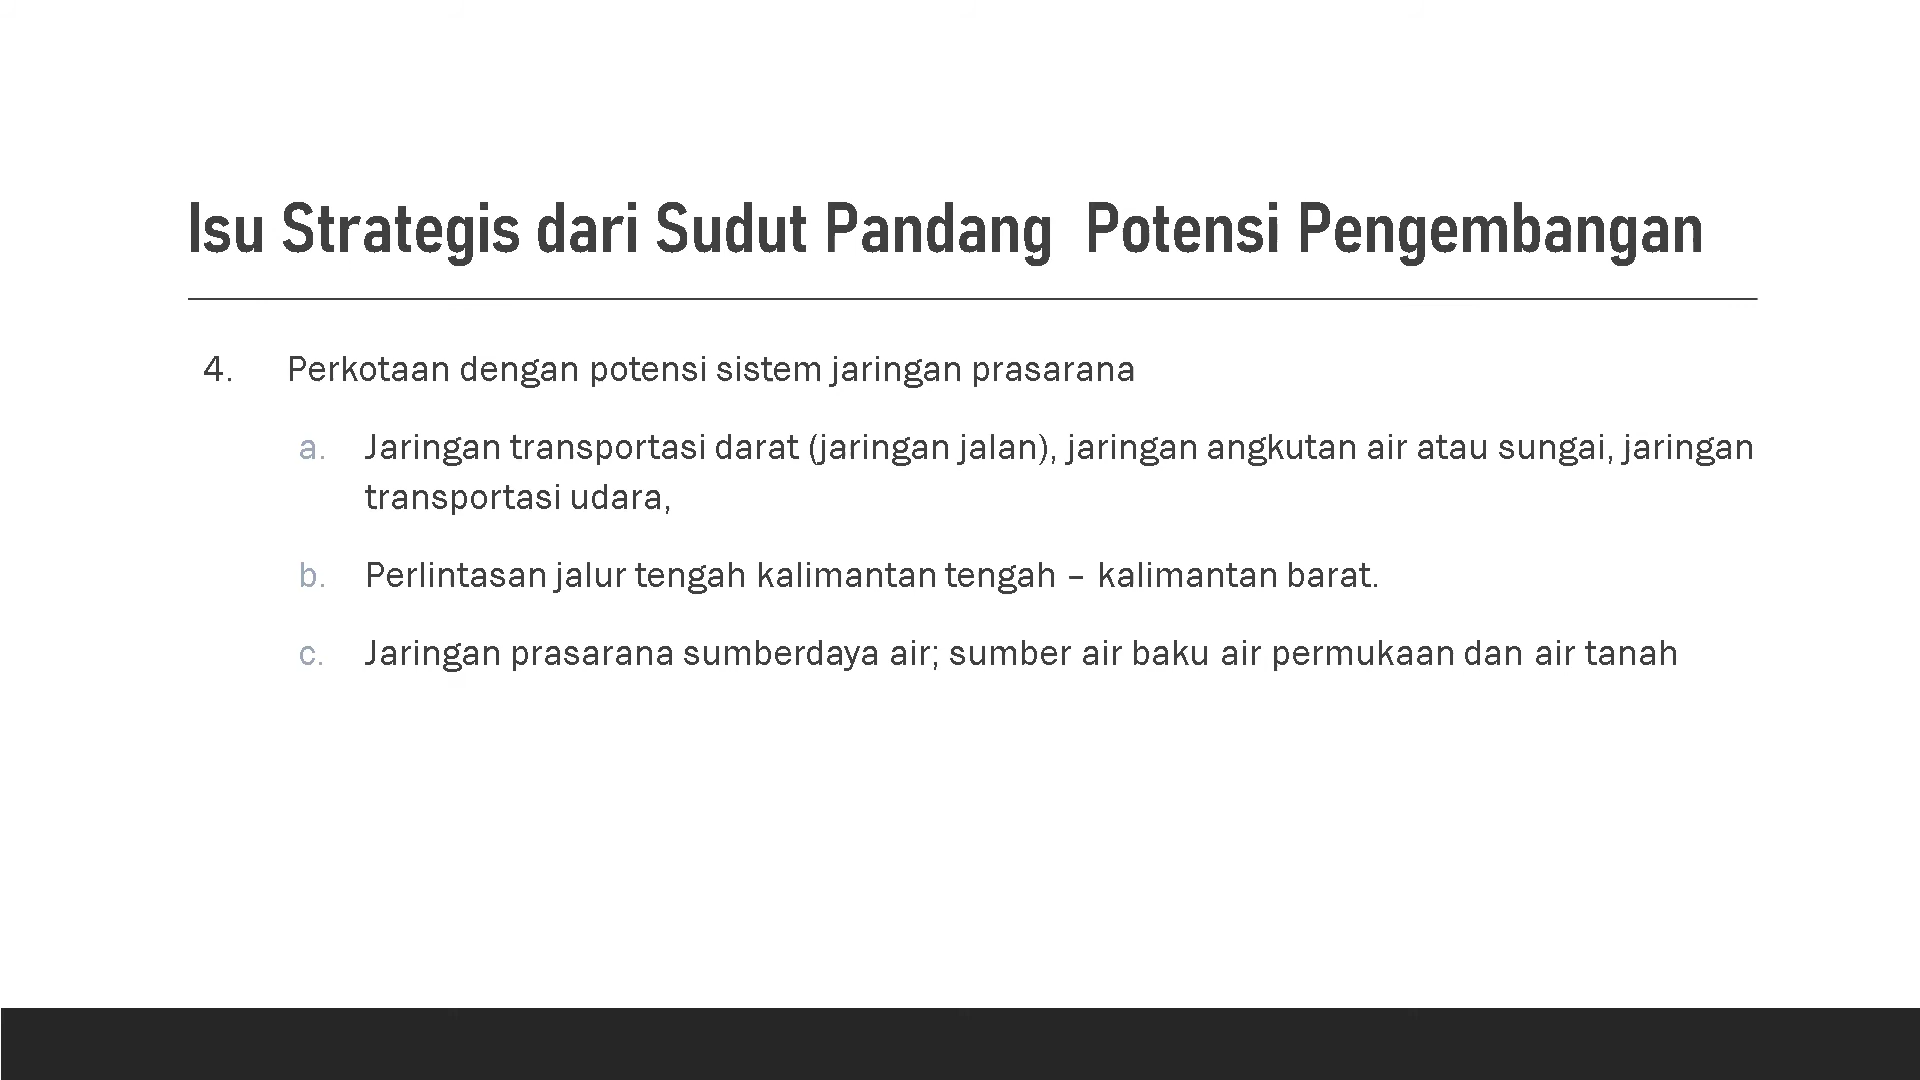 Isu Strategis dari Sudut Pandang  Potensi Pengembangan
4. Perkotaan dengan potensi sistem jaringan prasarana
a. Jaringan transportasi darat (jaringan jalan), jaringan angkutan air atau sungai, jaringan
transportasi udara,
b. Perlintasan jalur tengah kalimantan tengah – kalimantan barat.
c. Jaringan prasarana sumberdaya air; sumber air baku air permukaan dan air tanah